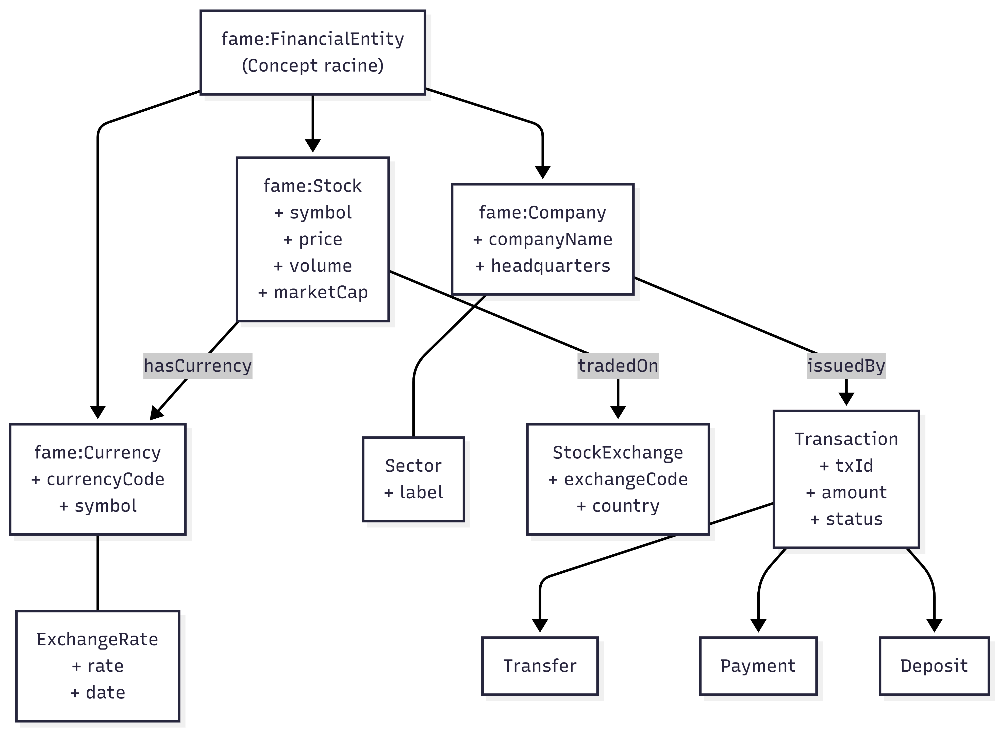 fame:FinancialEntity
(Concept racine)
fame:Stock
+ symbol
+ price
+ volume
+ marketCap
fame:Company
+ companyName
+ headquarters
hasCurrency
tradedOn
issuedBy
fame:Currency
+ currencyCode
+ symbol
Sector
+ label
StockExchange
+ exchangeCode
+ country
Transaction
+ txId
+ amount
+ status
ExchangeRate
+ rate
+ date
Transfer
Payment
Deposit